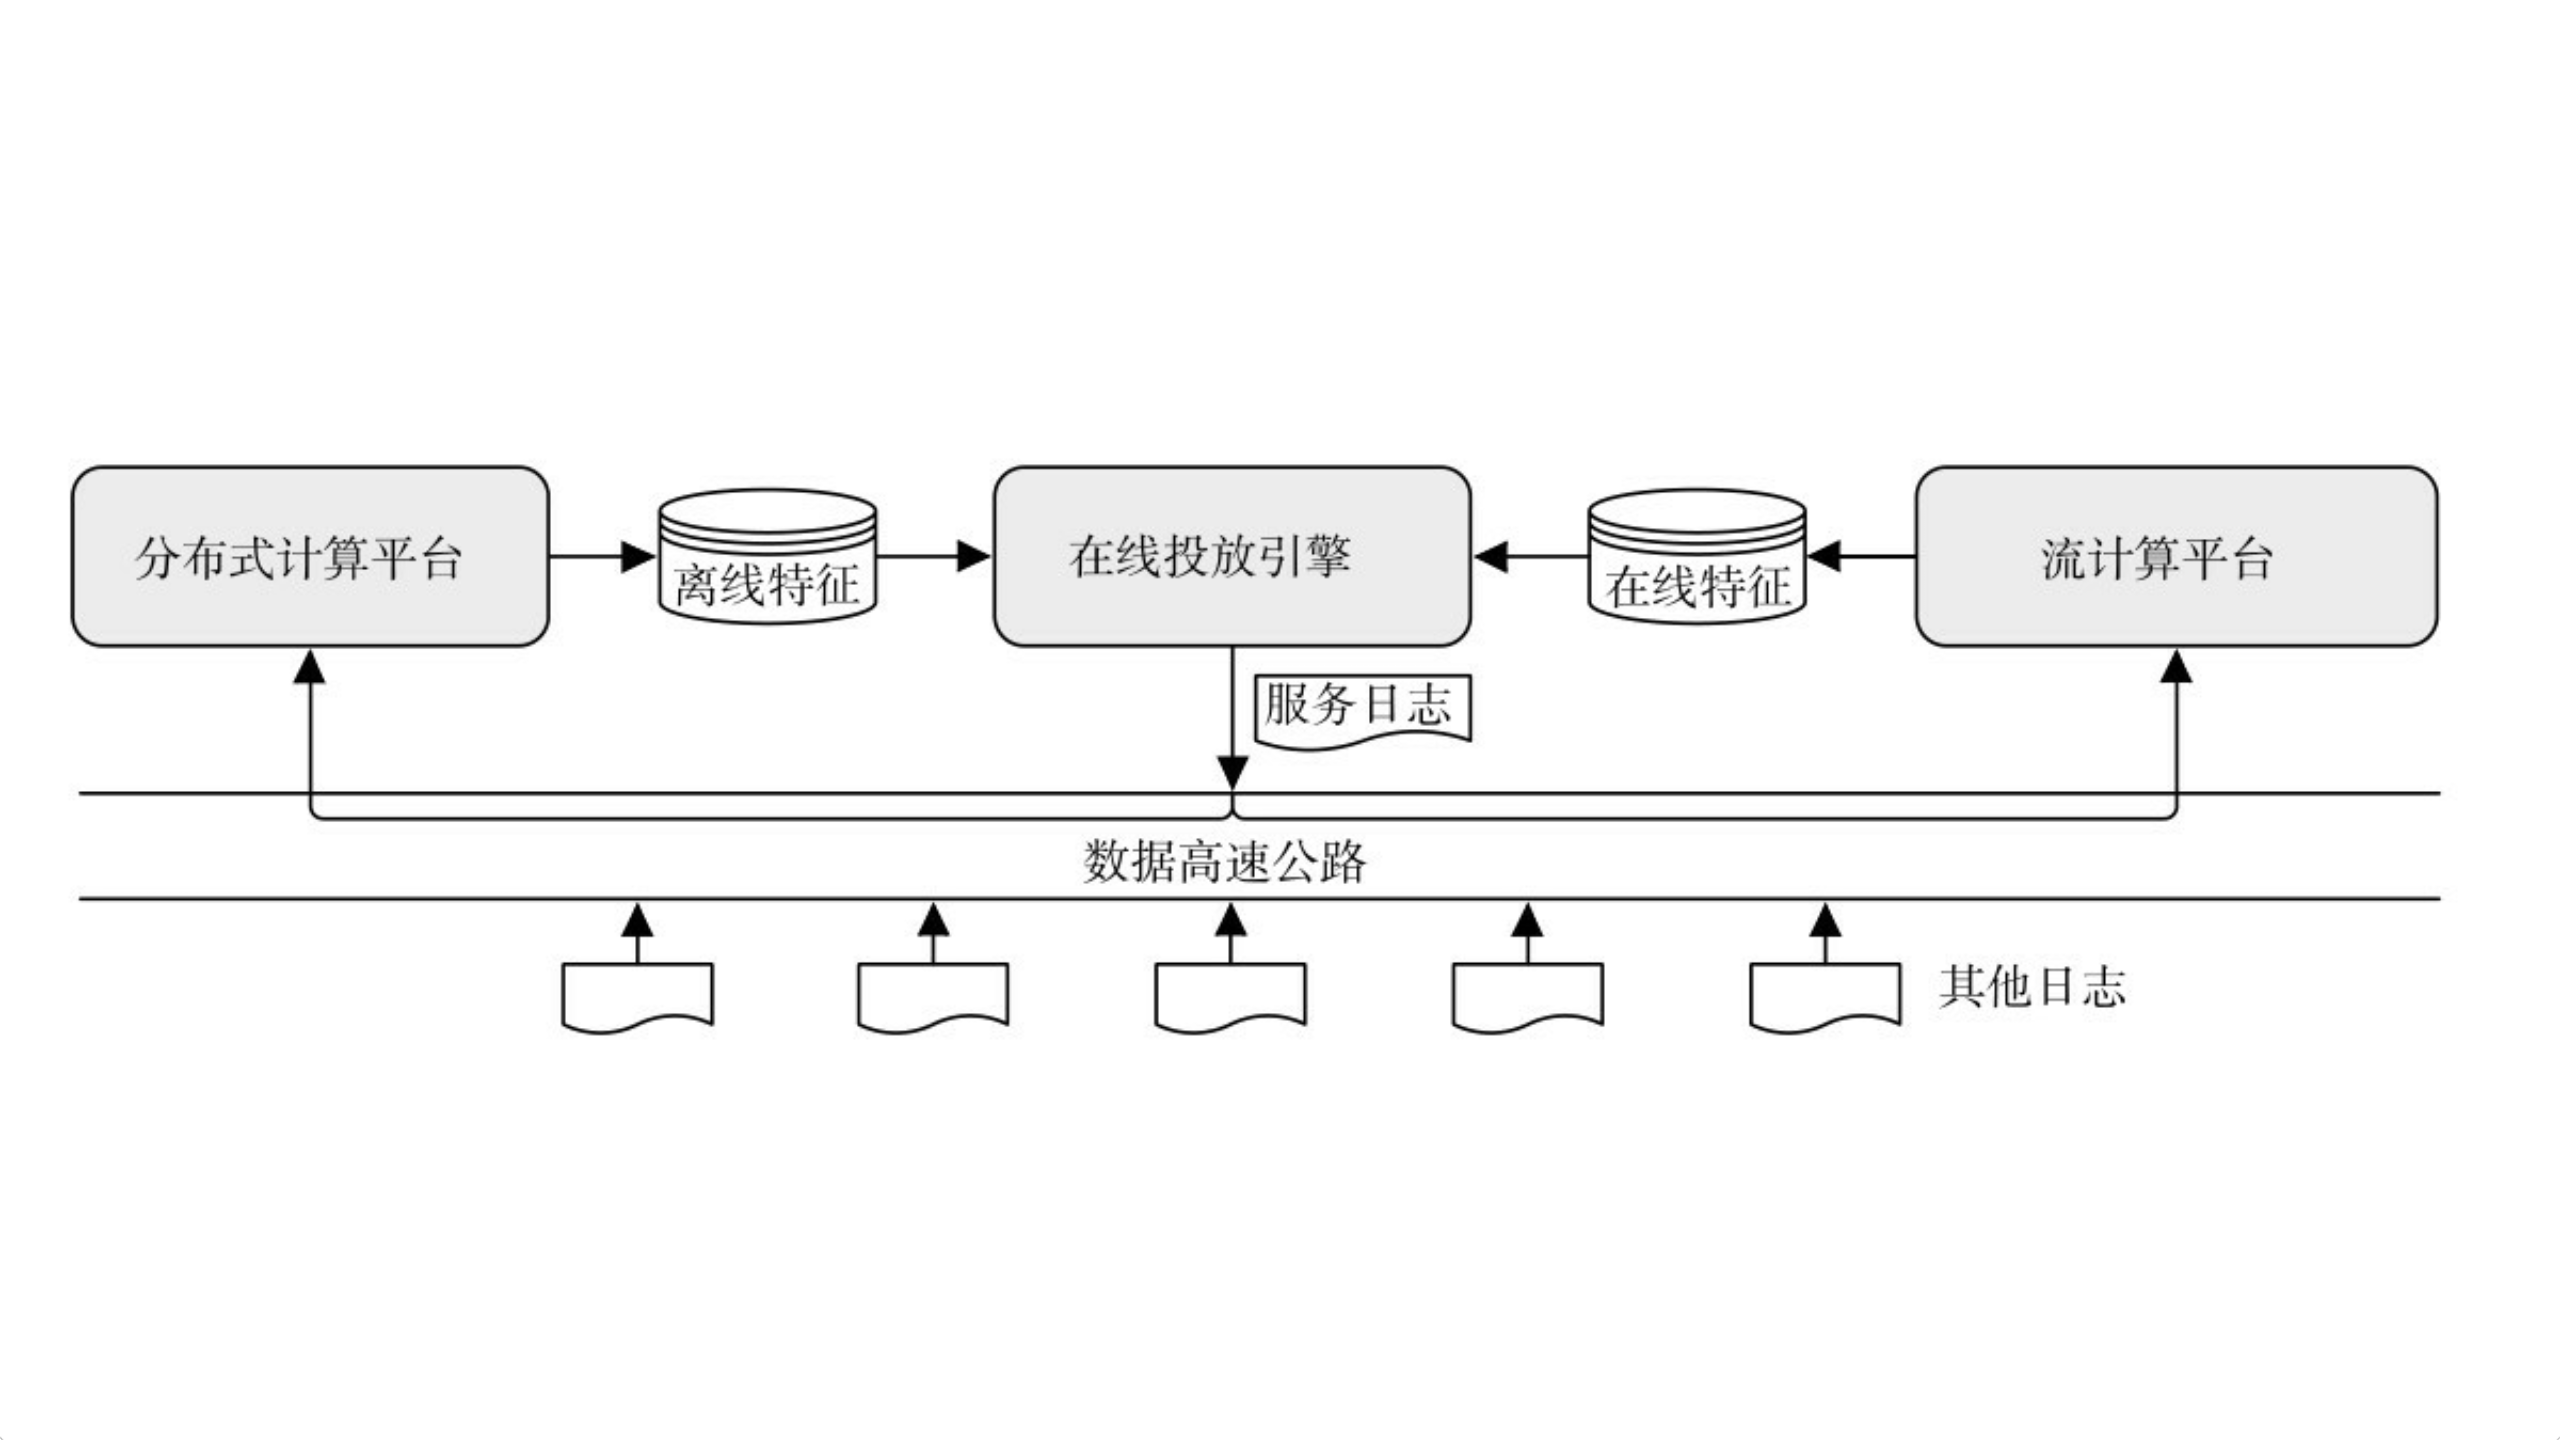 分布式计算平台
离线特征
在线投放引擎
在线特征
流计算平台
服务日志
数据高速公路
其他日志